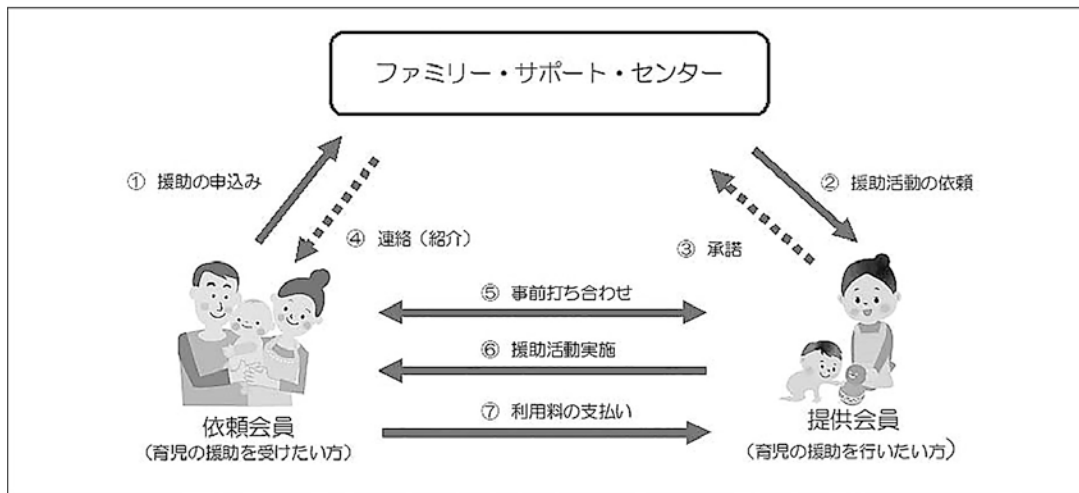 ファミリー・サポート・センター
① 援助の申込み
② 援助活動の依頼
④ 連絡（紹介）
③ 承諾
⑤ 事前打ち合わせ
⑥ 援助活動実施
⑦ 利用料の支払い
依頼会員
（育児の援助を受けたい方）
提供会員
（育児の援助を行いたい方）